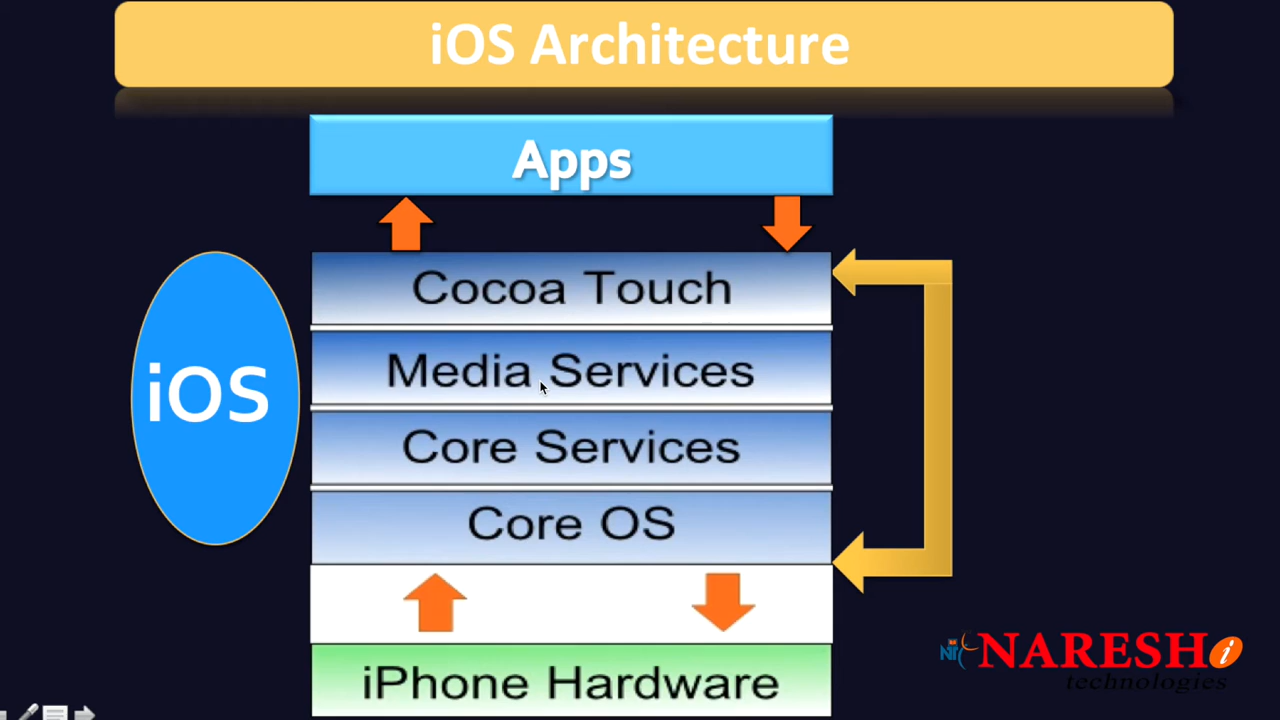 iOS Architecture
Apps
iOS
Cocoa Touch
Media Services
Core Services
Core OS
iPhone Hardware
NARESH i
technologies